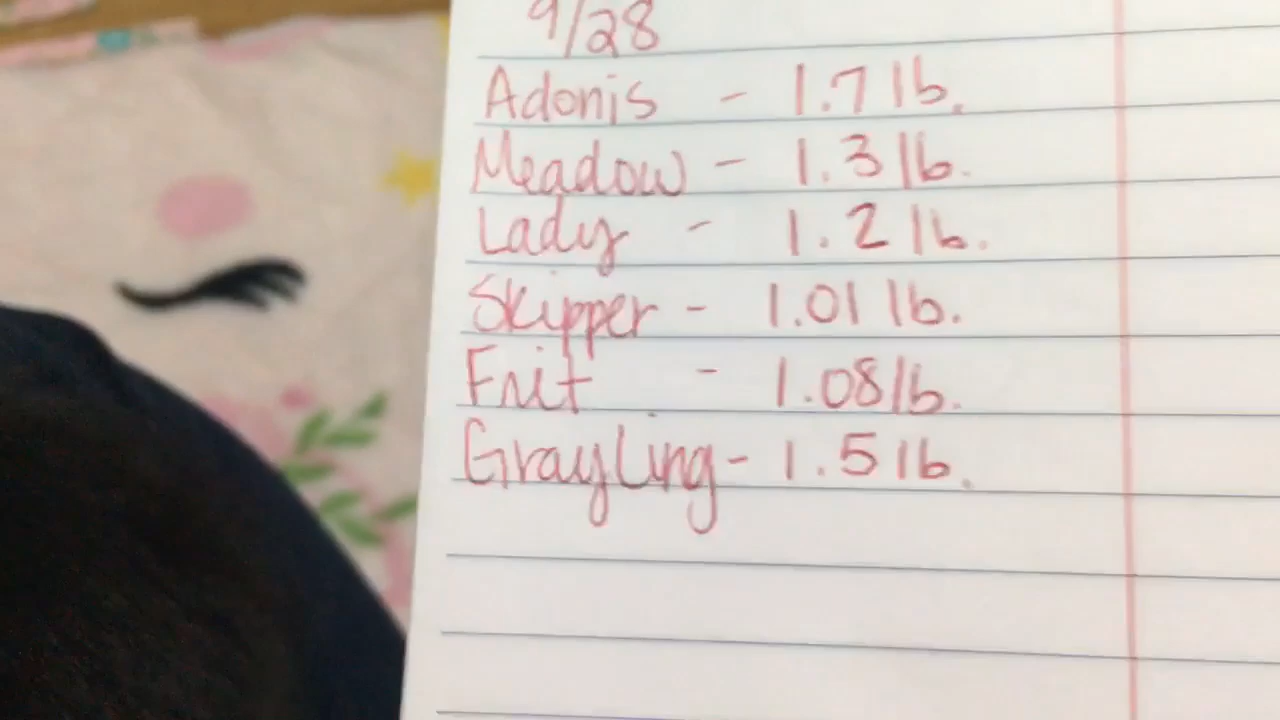 9/28
Adonis - 1.7 lb.
Meadow - 1.3 lb.
Lady - 1.2 lb.
Skipper - 1.01 lb.
Frit - 1.08 lb.
Grayling - 1.5 lb.